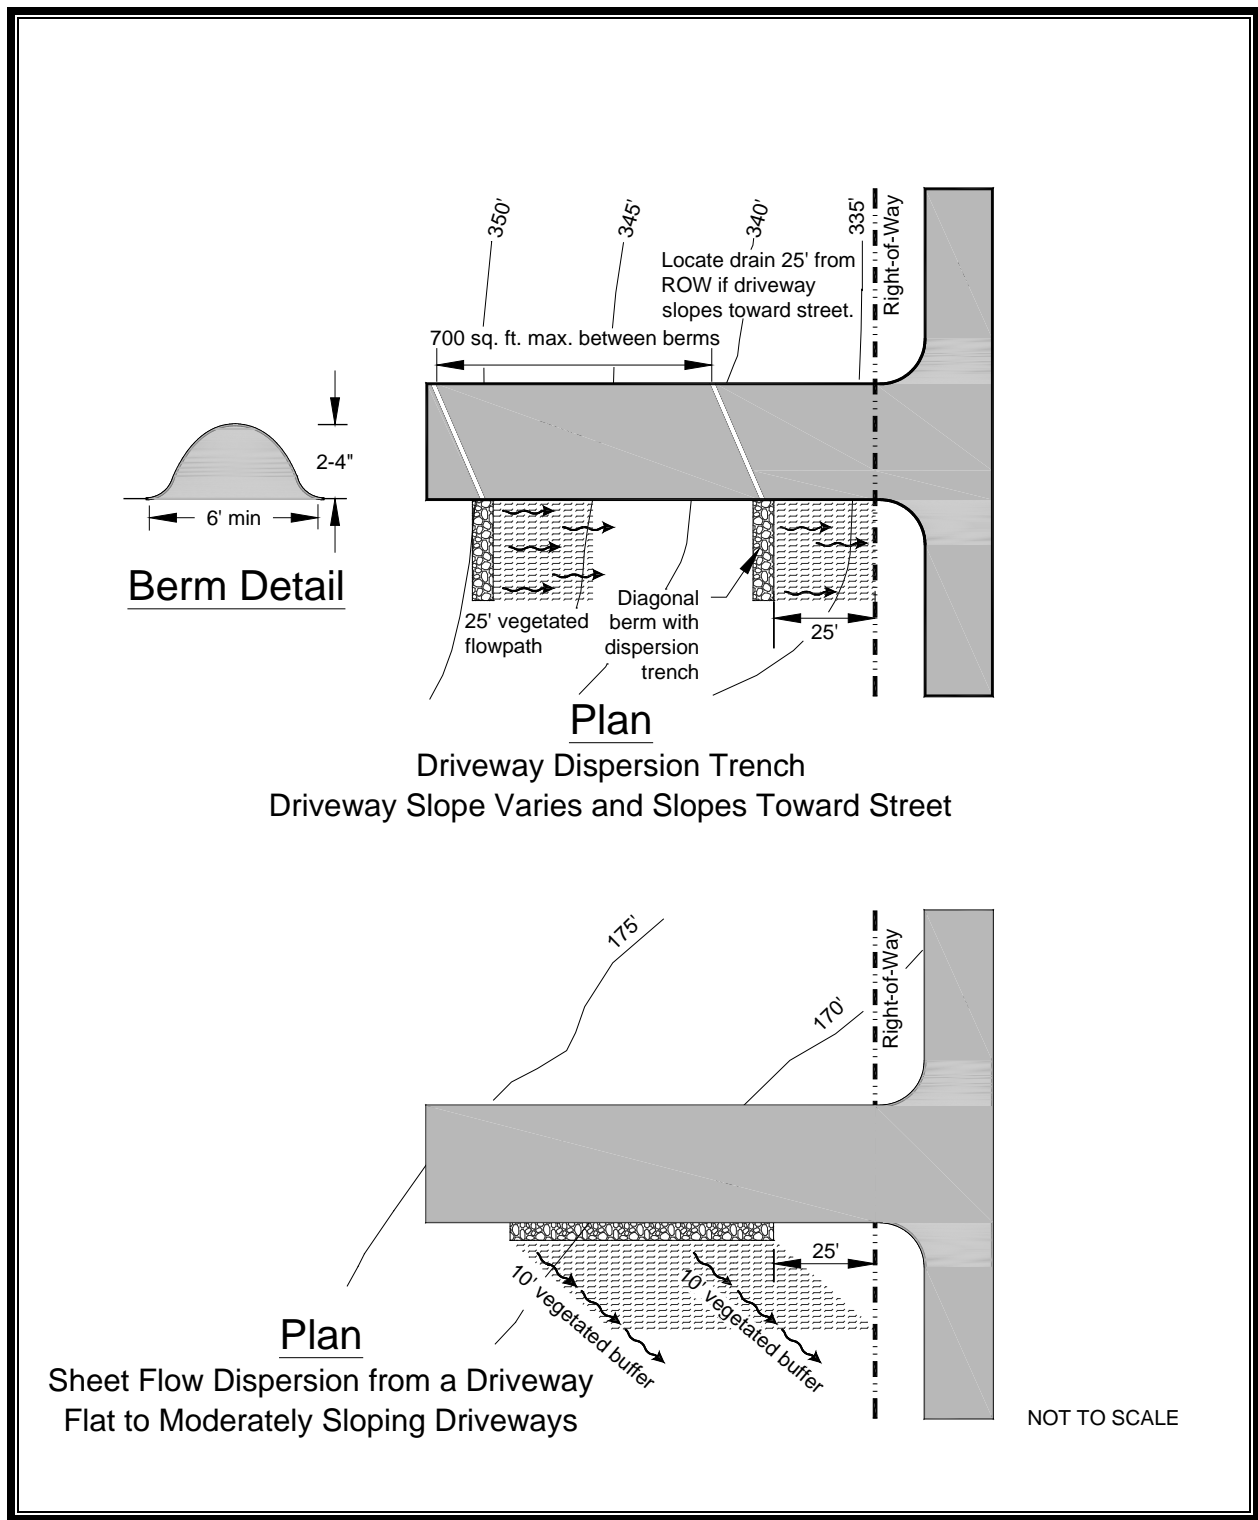 350'
345'
340'
335'
Right-of-Way
Locate drain 25' from
ROW if driveway
slopes toward street.
700 sq. ft. max. between berms
2-4"
6' min
Berm Detail
25' vegetated
flowpath
Diagonal
berm with
dispersion
trench
25'
Plan
Driveway Dispersion Trench
Driveway Slope Varies and Slopes Toward Street
175'
170'
Right-of-Way
25'
10' vegetated buffer
10' vegetated buffer
Plan
Sheet Flow Dispersion from a Driveway
Flat to Moderately Sloping Driveways
NOT TO SCALE